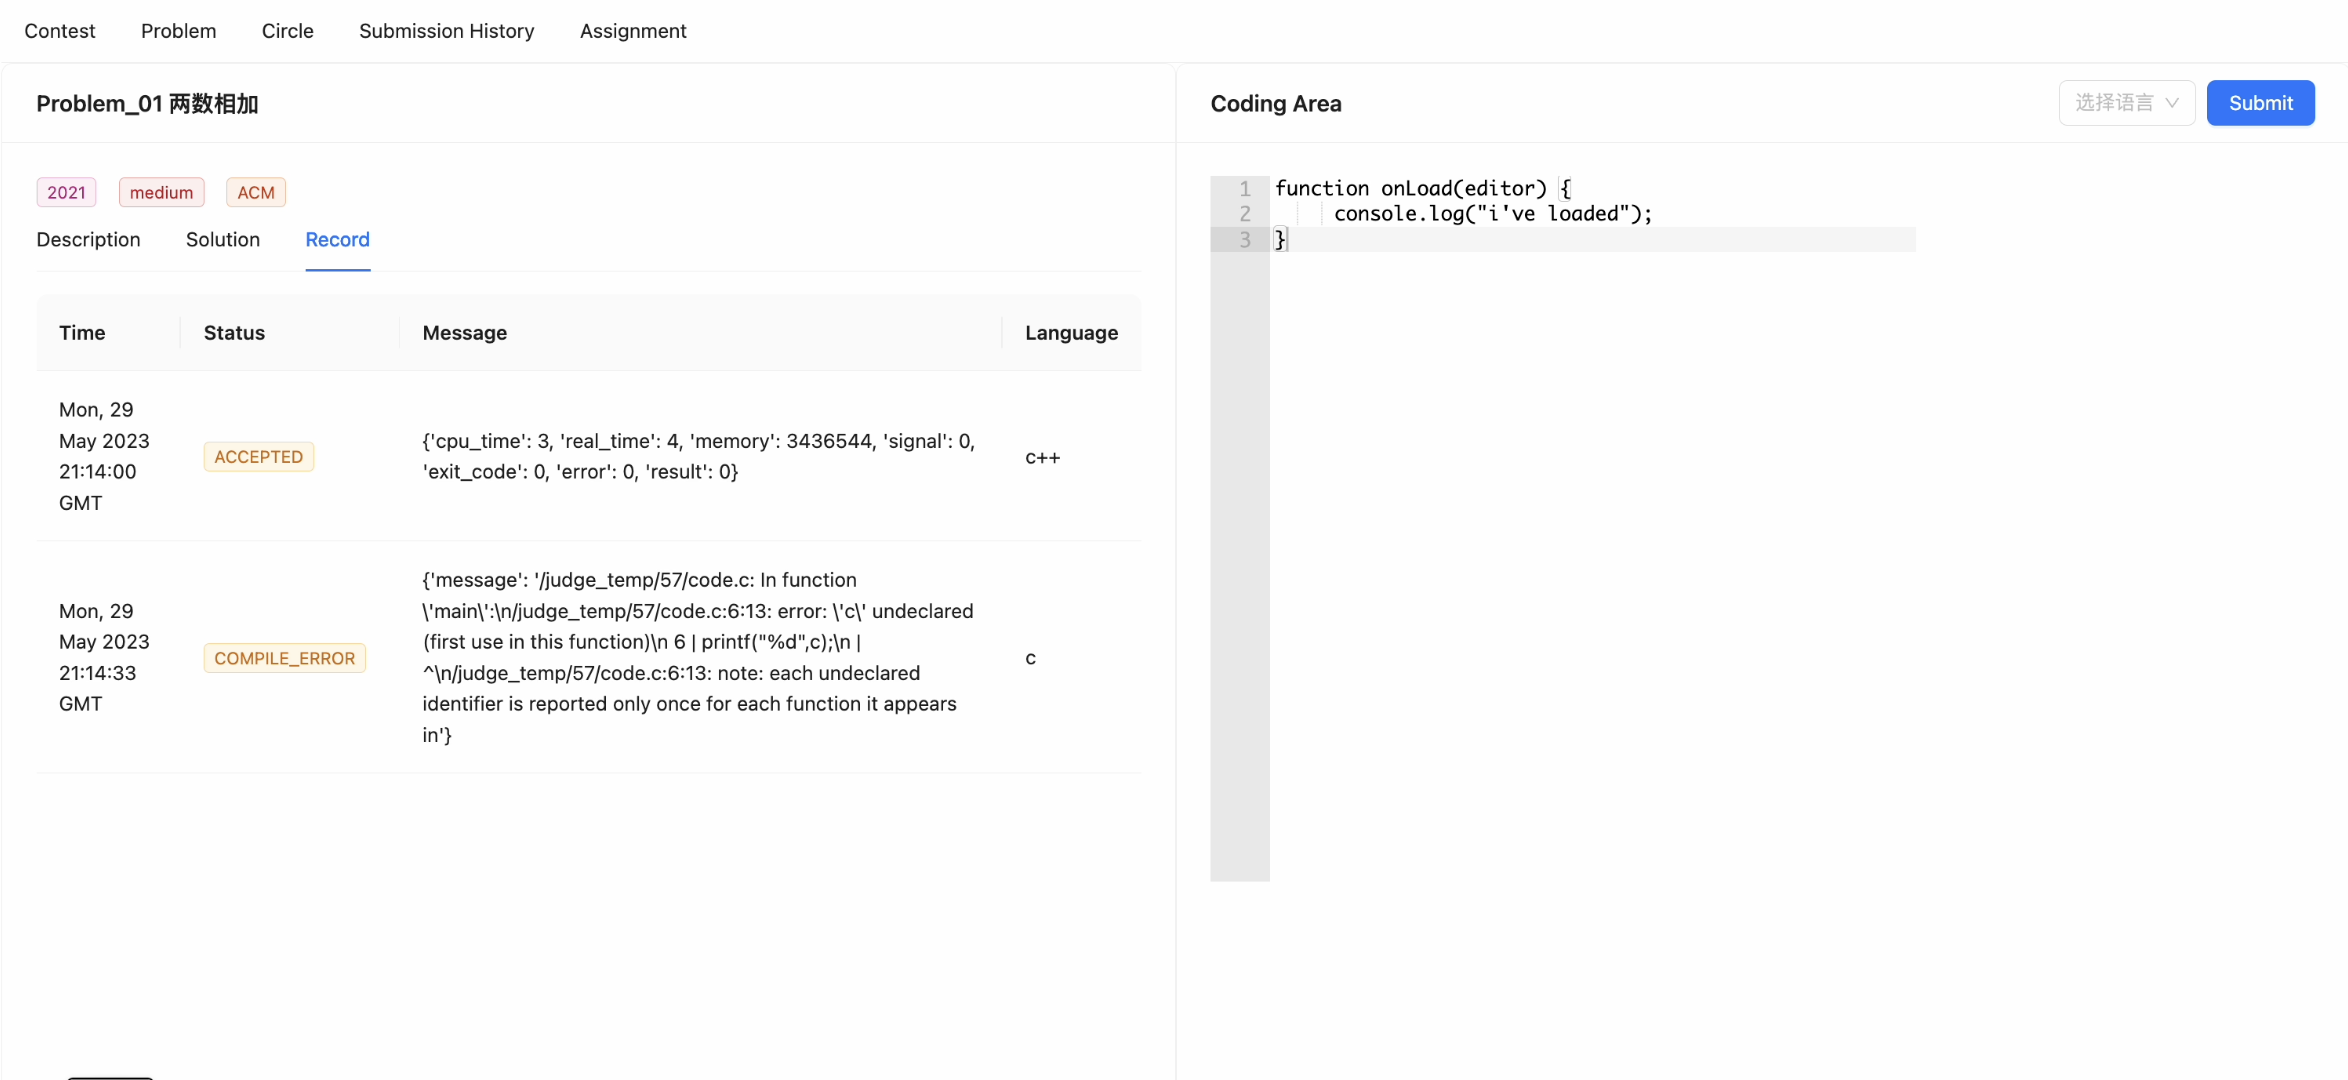 Contest Problem Circle Submission History Assignment
Problem_01 两数相加
2021 medium ACM
Description Solution Record
Time Status Message Language
Mon, 29
May 2023
21:14:00
GMT
ACCEPTED
{'cpu_time': 3, 'real_time': 4, 'memory': 3436544, 'signal': 0,
'exit_code': 0, 'error': 0, 'result': 0}
c++
Mon, 29
May 2023
21:14:33
GMT
COMPILE_ERROR
{'message': '/judge_temp/57/code.c: In function
\'main\':\n/judge_temp/57/code.c:6:13: error: \'c\' undeclared
(first use in this function)\n 6 | printf("%d",c);\n |
^\n/judge_temp/57/code.c:6:13: note: each undeclared
identifier is reported only once for each function it appears
in'}
c
Coding Area
选择语言
Submit
1 function onLoad(editor) {
2 console.log("i've loaded");
3 }